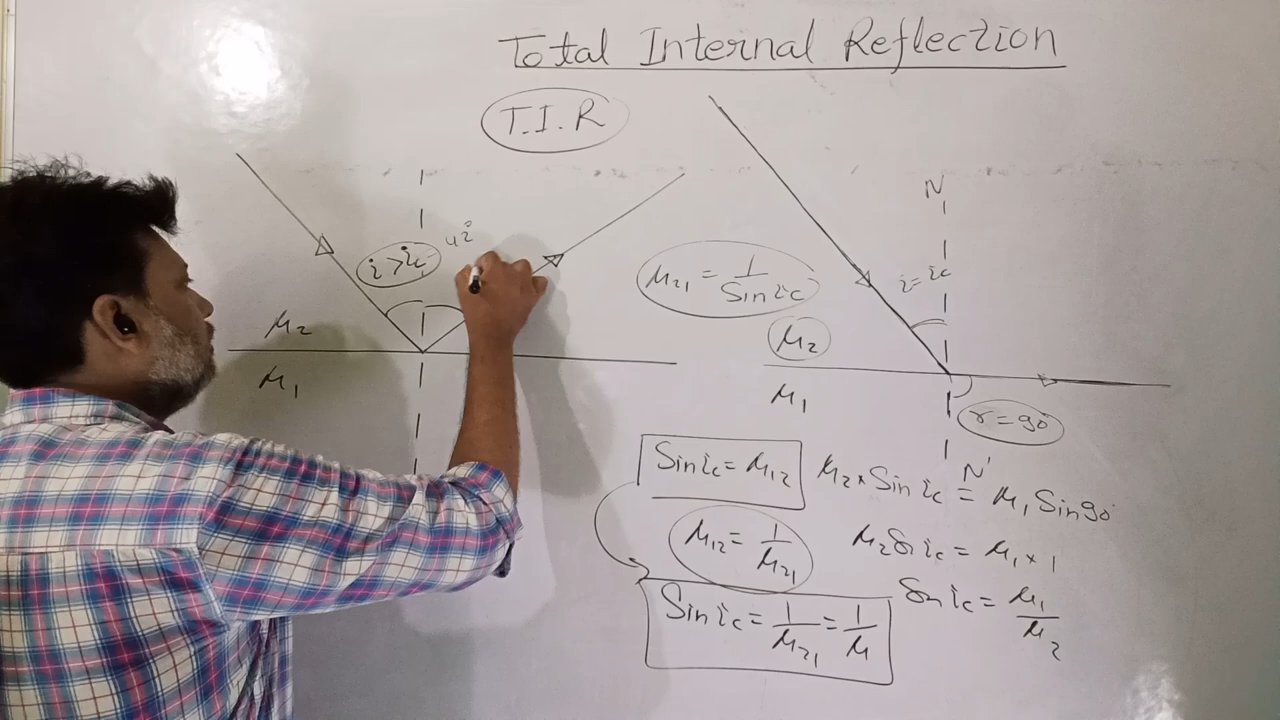 Total Internal Reflection
T.I.R
i > ic = 42°
μ2
μ1
N
i = ic
μ21 = 1/Sin ic
μ2
μ1
r = 90°
N'
Sin ic = μ12
μ2 × Sin ic = μ1 Sin 90°
μ12 = 1/μ21
μ2 Sin ic = μ1 × 1
Sin ic = μ1/μ2
Sin ic = 1/μ21 = 1/μ